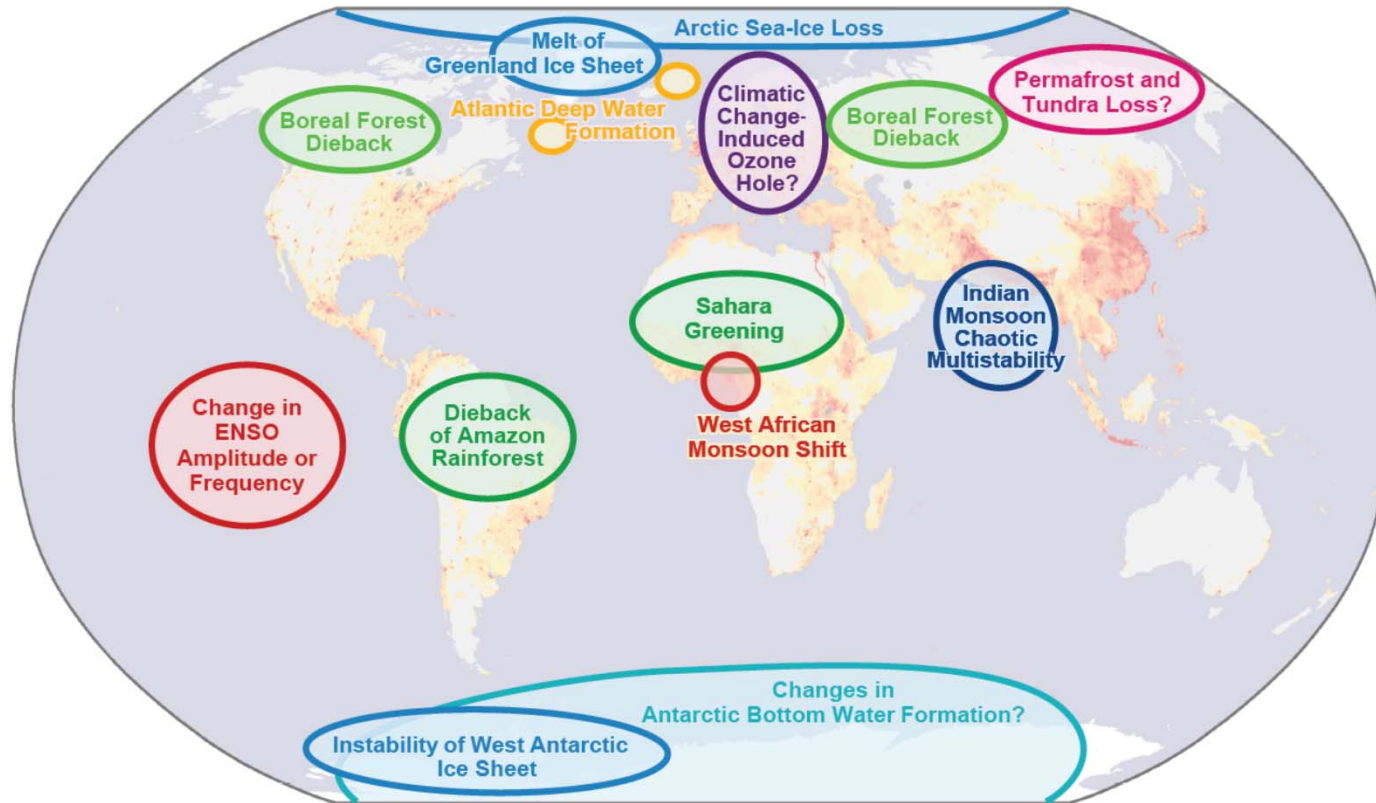 Arctic Sea-Ice Loss
Melt of
Greenland Ice Sheet
Atlantic Deep Water
Formation
Boreal Forest
Dieback
Climatic
Change-
Induced
Ozone
Hole?
Boreal Forest
Dieback
Permafrost and
Tundra Loss?
Sahara
Greening
Indian
Monsoon
Chaotic
Multistability
Change in
ENSO
Amplitude or
Frequency
Dieback
of Amazon
Rainforest
West African
Monsoon Shift
Changes in
Antarctic Bottom Water Formation?
Instability of West Antarctic
Ice Sheet